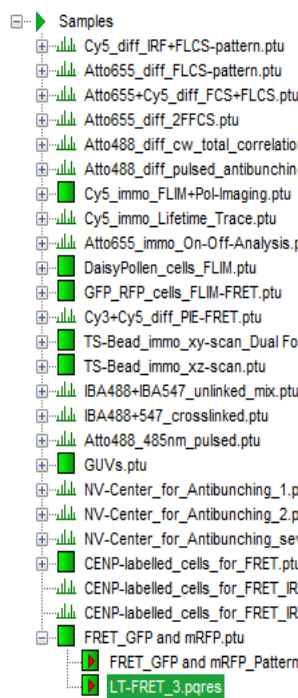 Samples
Cy5_diff_IRF+FLCS-pattern.ptu
Atto655_diff_FLCS-pattern.ptu
Atto655+Cy5_diff_FCS+FLCS.ptu
Atto655_diff_2FFCS.ptu
Atto488_diff_cw_total_correlation
Atto488_diff_pulsed_antibunchin
Cy5_immo_FLIM+Pol-Imaging.ptu
Cy5_immo_Lifetime_Trace.ptu
Atto655_immo_On-Off-Analysis.p
DaisyPollen_cells_FLIM.ptu
GFP_RFP_cells_FLIM-FRET.ptu
Cy3+Cy5_diff_PIE-FRET.ptu
TS-Bead_immo_xy-scan_Dual Fo
TS-Bead_immo_xz-scan.ptu
IBA488+IBA547_unlinked_mix.ptu
IBA488+547_crosslinked.ptu
Atto488_485nm_pulsed.ptu
GUVs.ptu
NV-Center_for_Antibunching_1.p
NV-Center_for_Antibunching_2.p
NV-Center_for_Antibunching_sev
CENP-labelled_cells_for_FRET.ptu
CENP-labelled_cells_for_FRET_IR
CENP-labelled_cells_for_FRET_IR
FRET_GFP and mRFP.ptu
FRET_GFP and mRFP_Pattern
LT-FRET_3.pqres